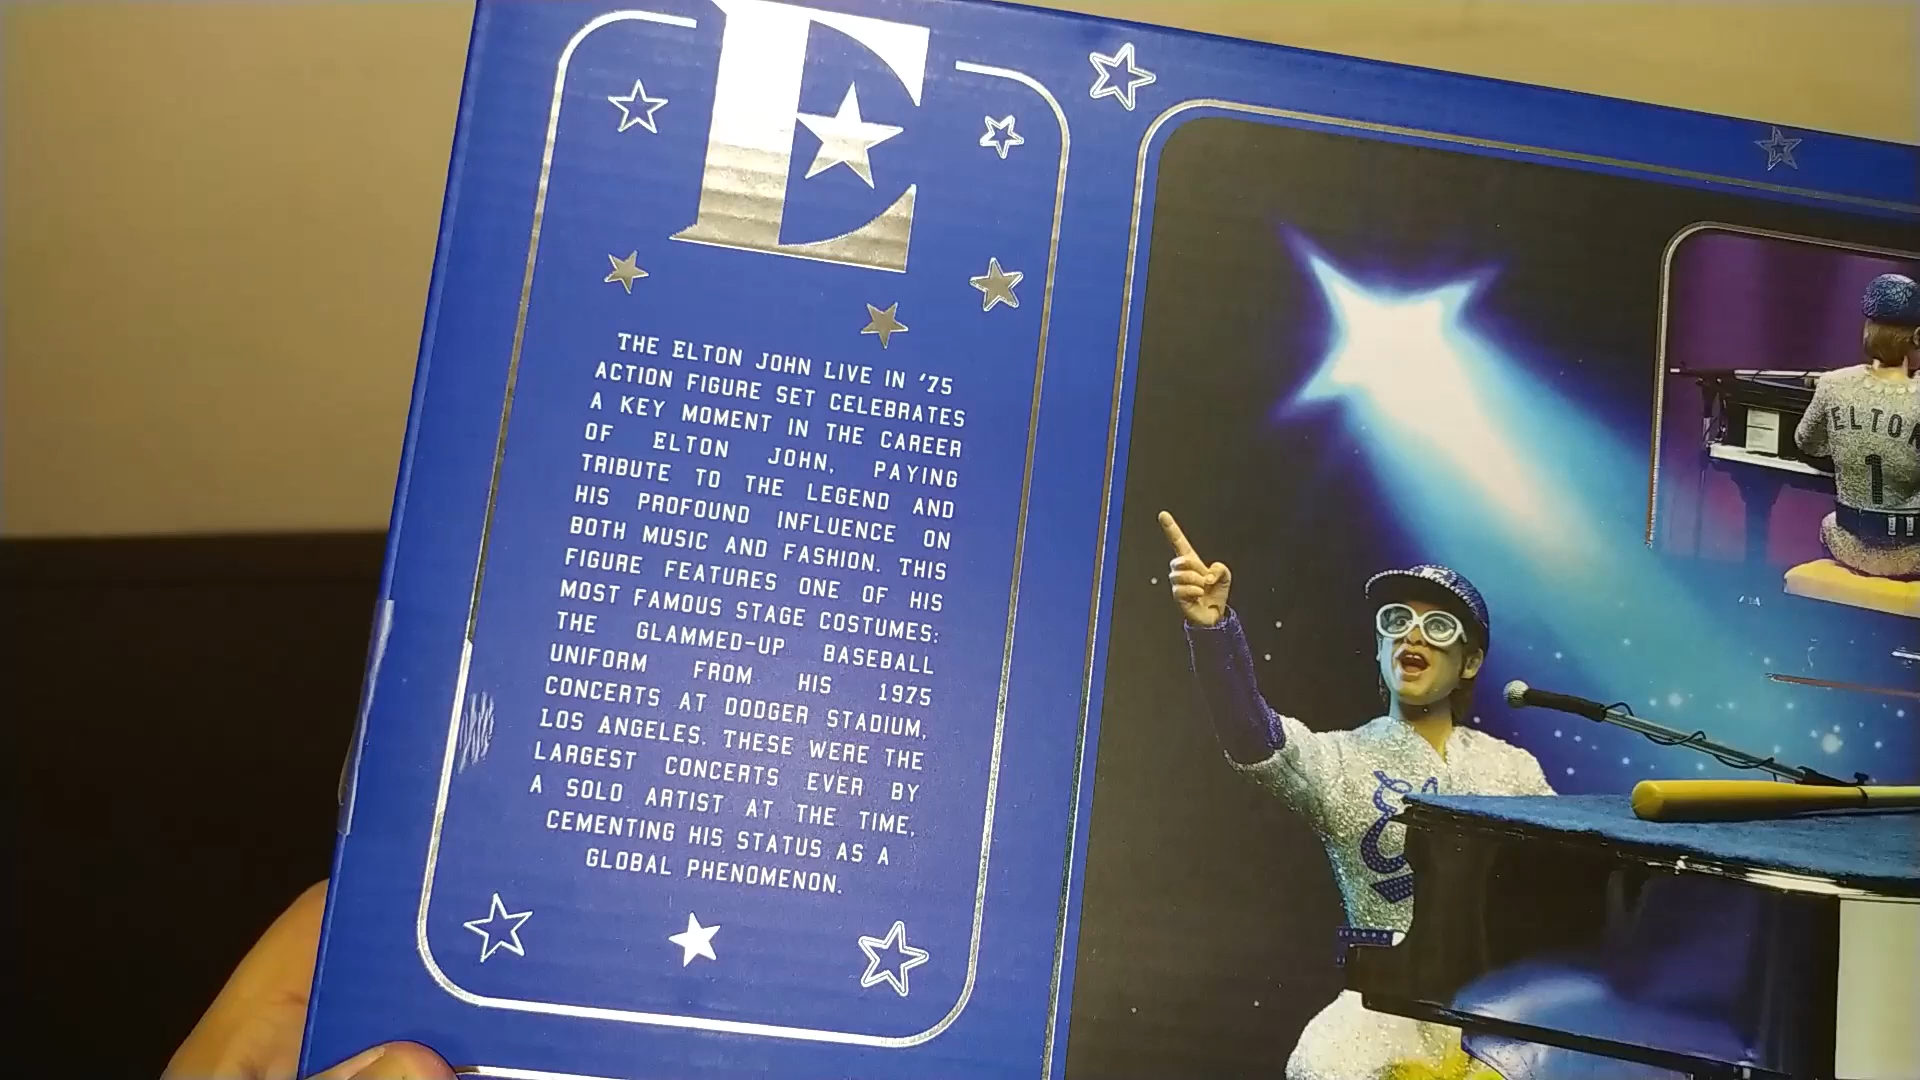 E
THE ELTON JOHN LIVE IN '75
ACTION FIGURE SET CELEBRATES
A KEY MOMENT IN THE CAREER
OF ELTON JOHN, PAYING
TRIBUTE TO THE LEGEND AND
HIS PROFOUND INFLUENCE ON
BOTH MUSIC AND FASHION. THIS
FIGURE FEATURES ONE OF HIS
MOST FAMOUS STAGE COSTUMES:
THE GLAMMED-UP BASEBALL
UNIFORM FROM HIS 1975
CONCERTS AT DODGER STADIUM,
LOS ANGELES. THESE WERE THE
LARGEST CONCERTS EVER BY
A SOLO ARTIST AT THE TIME,
CEMENTING HIS STATUS AS A
GLOBAL PHENOMENON.
ELTON
1